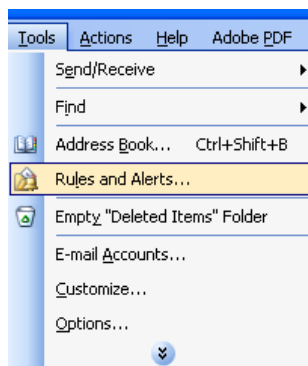 Tools Actions Help Adobe PDF
Send/Receive
Find
Address Book... Ctrl+Shift+B
Rules and Alerts...
Empty "Deleted Items" Folder
E-mail Accounts...
Customize...
Options...